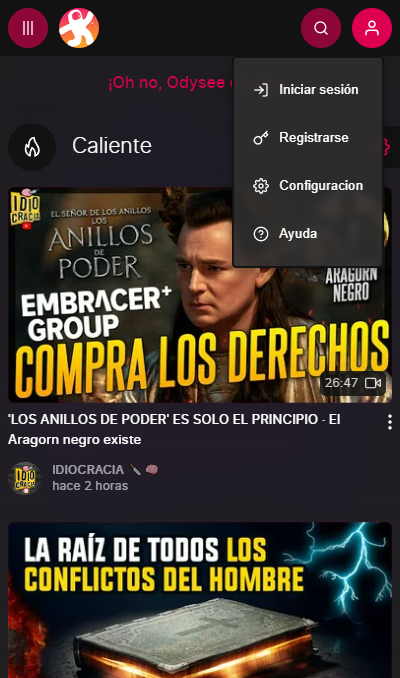 ¡Oh no, Odysee
Iniciar sesión
Registrarse
Configuracion
Ayuda
Caliente
IDIO
CRACIA
EL SEÑOR DE LOS ANILLOS
LOS
ANILLOS
DE PODER
EMBRACER+
GROUP
ARAGORN
NEGRO
COMPRA LOS DERECHOS
26:47
'LOS ANILLOS DE PODER' ES SOLO EL PRINCIPIO - El
Aragorn negro existe
IDIOCRACIA
hace 2 horas
LA RAÍZ DE TODOS LOS
CONFLICTOS DEL HOMBRE